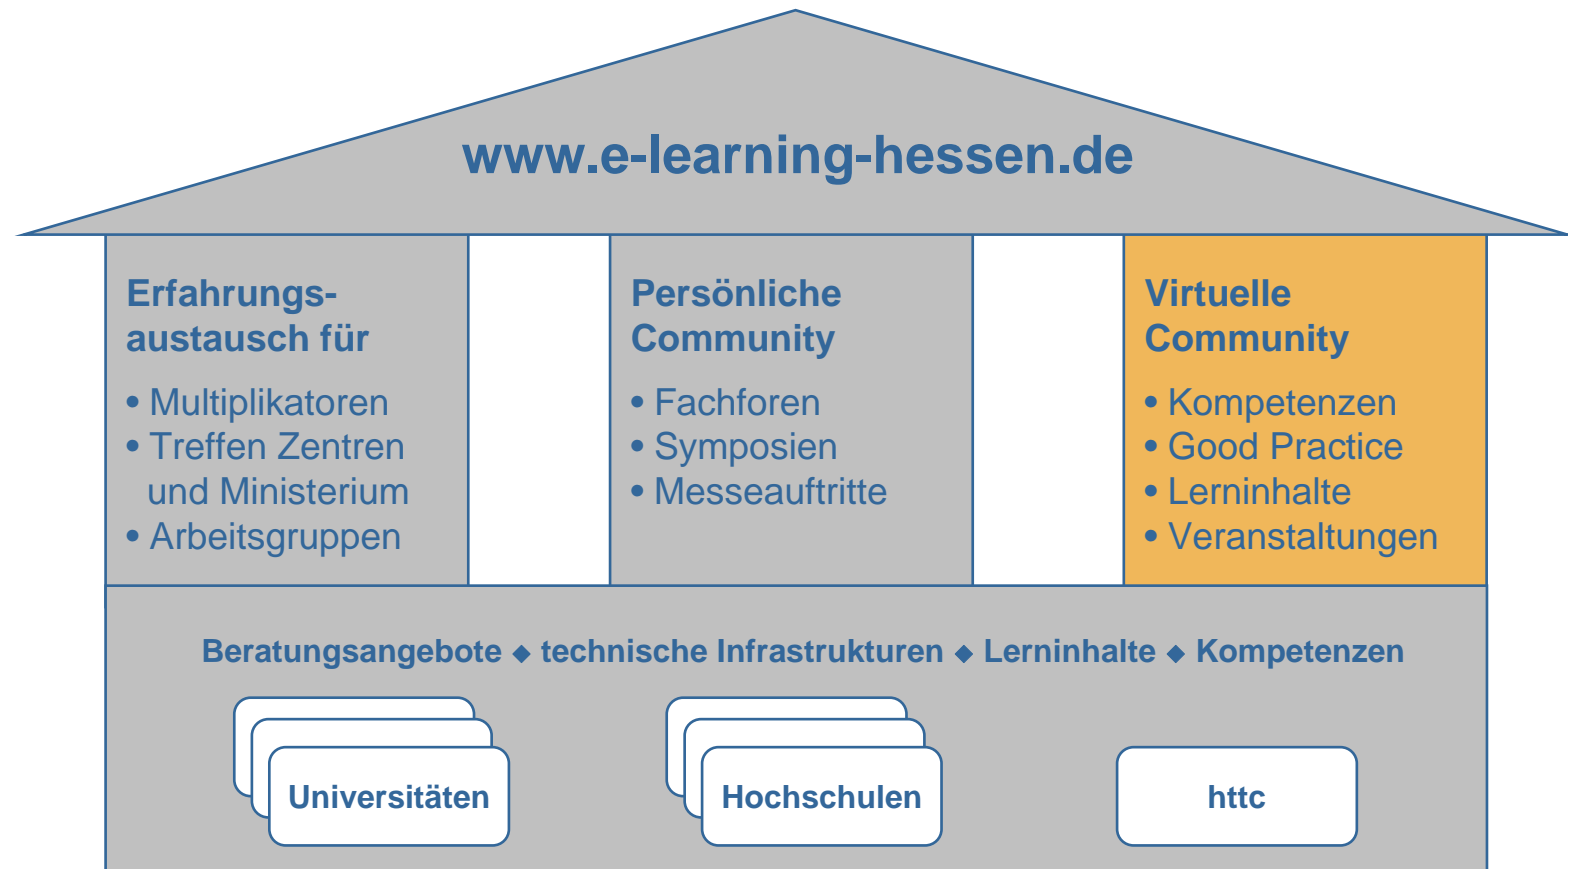 www.e-learning-hessen.de
Erfahrungs-
austausch für
• Multiplikatoren
• Treffen Zentren
und Ministerium
• Arbeitsgruppen
Persönliche
Community
• Fachforen
• Symposien
• Messeauftritte
Virtuelle
Community
• Kompetenzen
• Good Practice
• Lerninhalte
• Veranstaltungen
Beratungsangebote ◆ technische Infrastrukturen ◆ Lerninhalte ◆ Kompetenzen
Universitäten
Hochschulen
httc